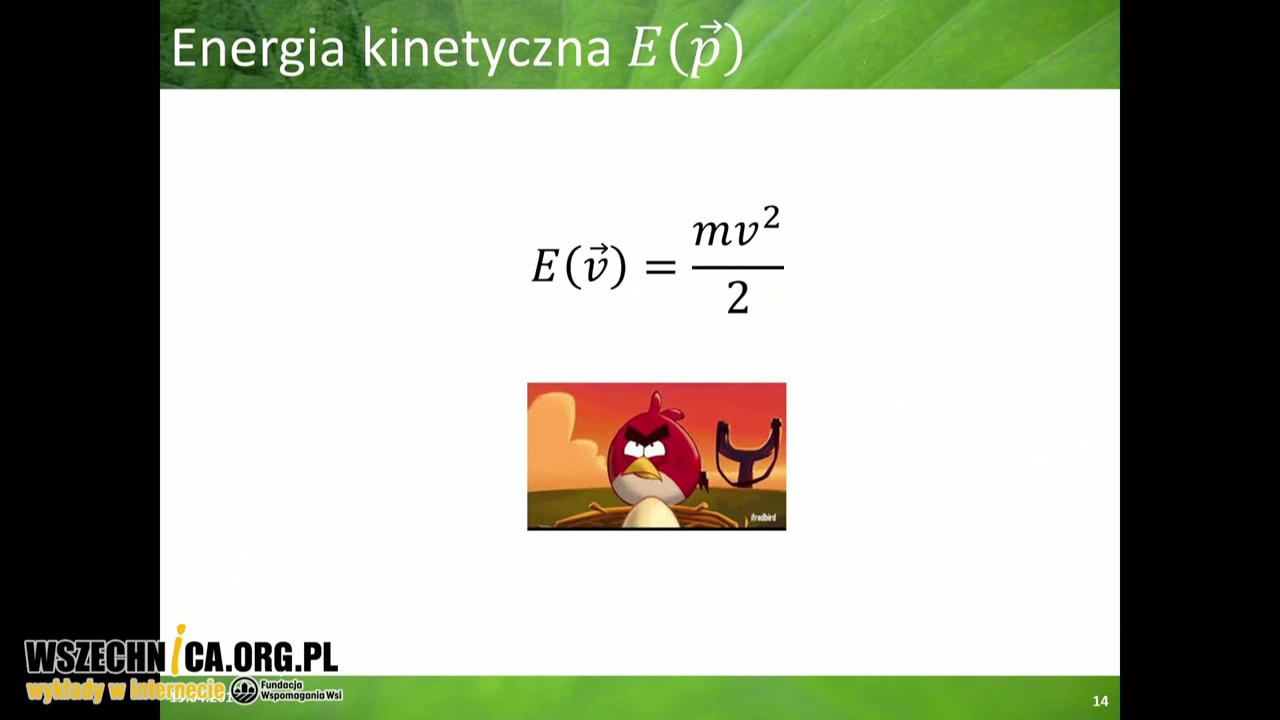 Energia kinetyczna E(p⃗)
E(v⃗) = mv²/2
#redbird
WSZECHNiCA.ORG.PL
wykłady w internecie
Fundacja
Wspomagania Wsi
14